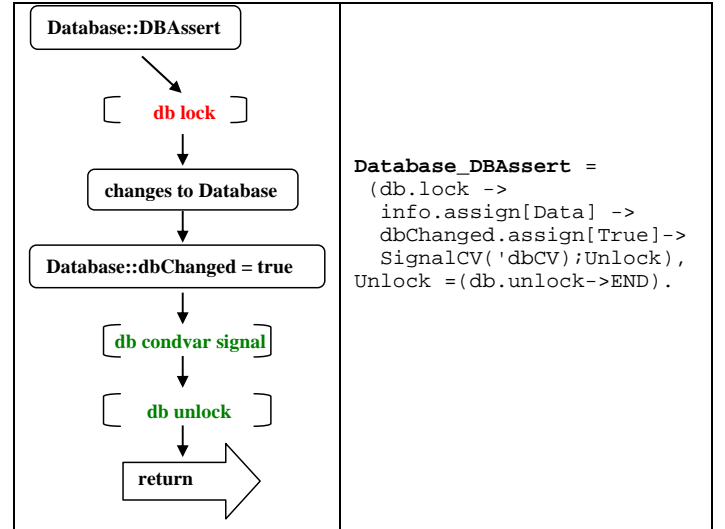 Database::DBAssert
db lock
changes to Database
Database::dbChanged = true
db condvar signal
db unlock
return
Database_DBAssert =
(db.lock ->
info.assign[Data] ->
dbChanged.assign[True]->
SignalCV('dbCV);Unlock),
Unlock =(db.unlock->END).